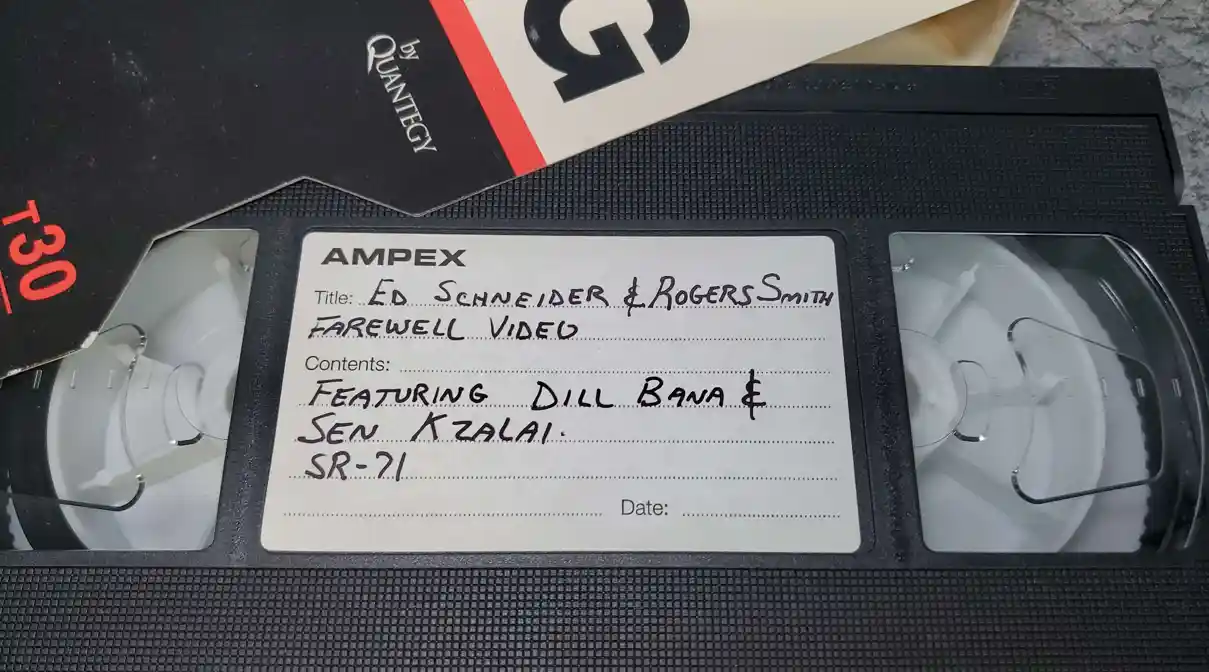 by
QUANTEGY
G
T30
AMPEX
Title: ED SCHNEIDER & ROGERS SMITH
FAREWELL VIDEO
Contents:
FEATURING DILL BANA &
SEN KZALAI.
SR-71
Date: